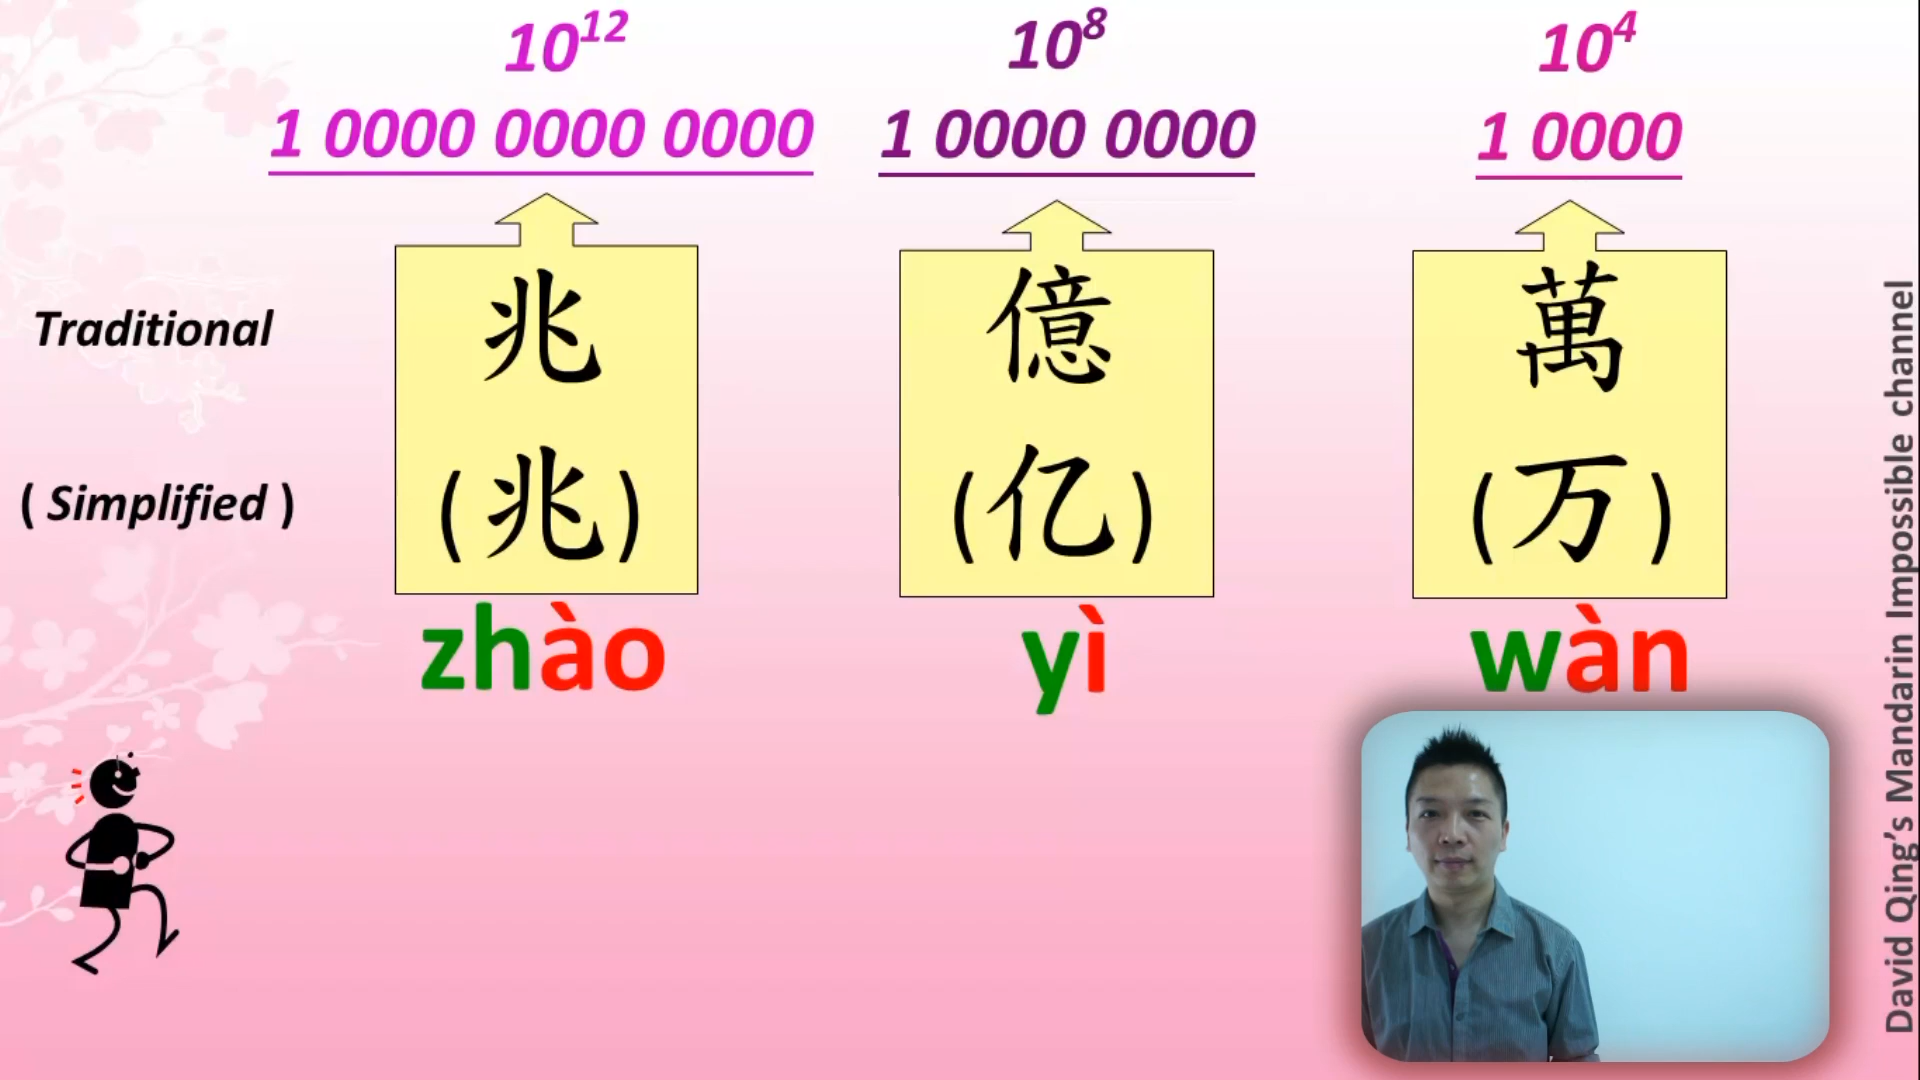 10¹² 10⁸ 10⁴
1 0000 0000 0000 1 0000 0000 1 0000
Traditional 兆 億 萬
( Simplified ) (兆) (亿) (万)
zhào yì wàn
David Qing's Mandarin Impossible channel